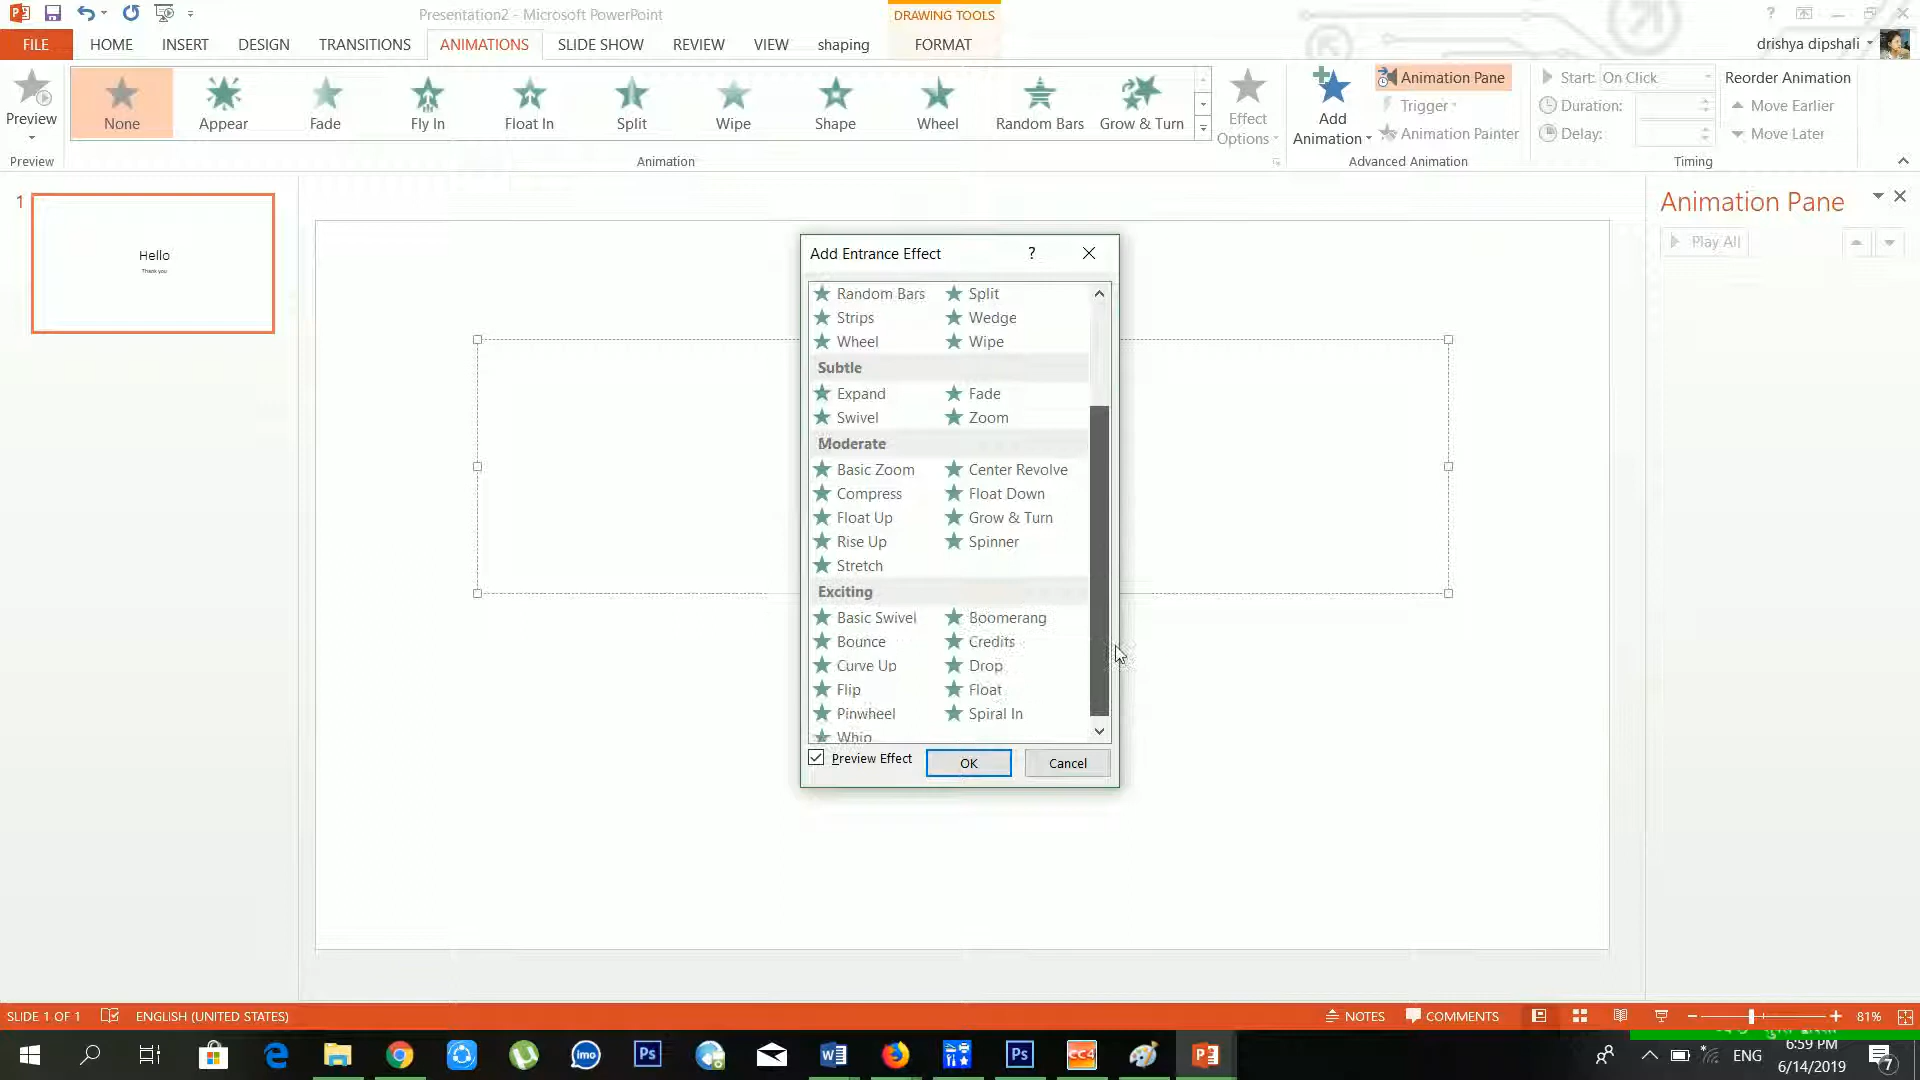 Presentation2 - Microsoft PowerPoint
DRAWING TOOLS
?
FILE
HOME
INSERT
DESIGN
TRANSITIONS
ANIMATIONS
SLIDE SHOW
REVIEW
VIEW
shaping
FORMAT
drishya dipshali
Preview
None
Appear
Fade
Fly In
Float In
Split
Wipe
Shape
Wheel
Random Bars
Grow & Turn
Effect
Options
Add
Animation
Animation Pane
Trigger
Animation Painter
Start: On Click
Duration:
Delay:
Reorder Animation
Move Earlier
Move Later
Preview
Animation
Advanced Animation
Timing
1
Hello
Thank you
Add Entrance Effect
?
Random Bars
Split
Strips
Wedge
Wheel
Wipe
Subtle
Expand
Fade
Swivel
Zoom
Moderate
Basic Zoom
Center Revolve
Compress
Float Down
Float Up
Grow & Turn
Rise Up
Spinner
Stretch
Exciting
Basic Swivel
Boomerang
Bounce
Credits
Curve Up
Drop
Flip
Float
Pinwheel
Spiral In
Whip
Preview Effect
OK
Cancel
Animation Pane
Play All
SLIDE 1 OF 1
ENGLISH (UNITED STATES)
NOTES
COMMENTS
81%
imo
Ps
Ps
CC4
ENG
6:59 PM
6/14/2019
7